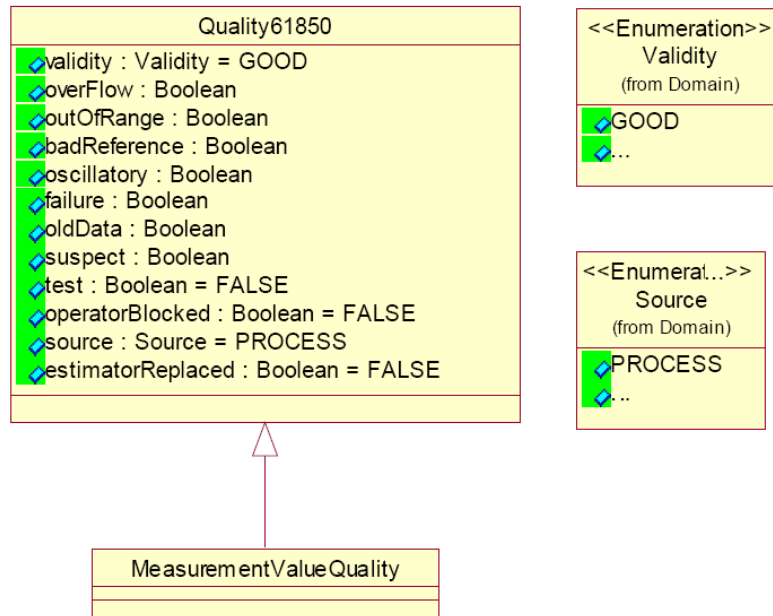 Quality61850
validity : Validity = GOOD
overFlow : Boolean
outOfRange : Boolean
badReference : Boolean
oscillatory : Boolean
failure : Boolean
oldData : Boolean
suspect : Boolean
test : Boolean = FALSE
operatorBlocked : Boolean = FALSE
source : Source = PROCESS
estimatorReplaced : Boolean = FALSE
MeasurementValueQuality
<<Enumeration>>
Validity
(from Domain)
GOOD
...
<<Enumerat...>>
Source
(from Domain)
PROCESS
...